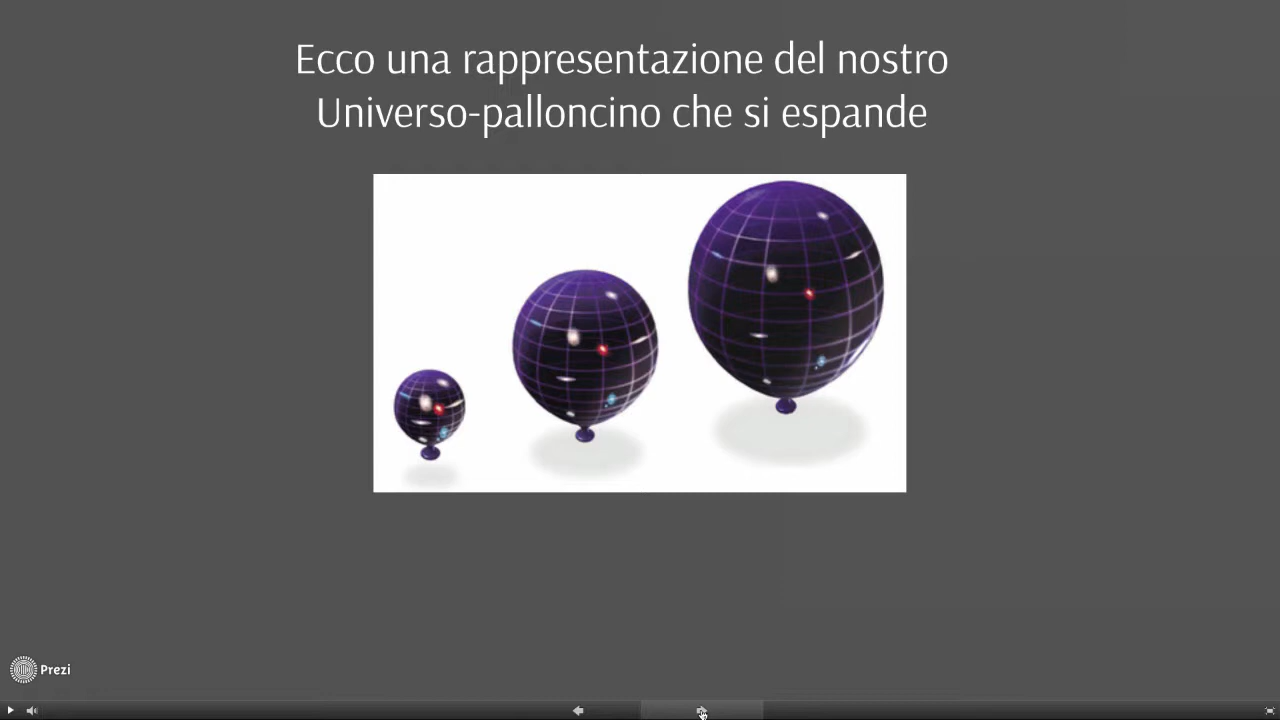 Ecco una rappresentazione del nostro
Universo-palloncino che si espande
Prezi